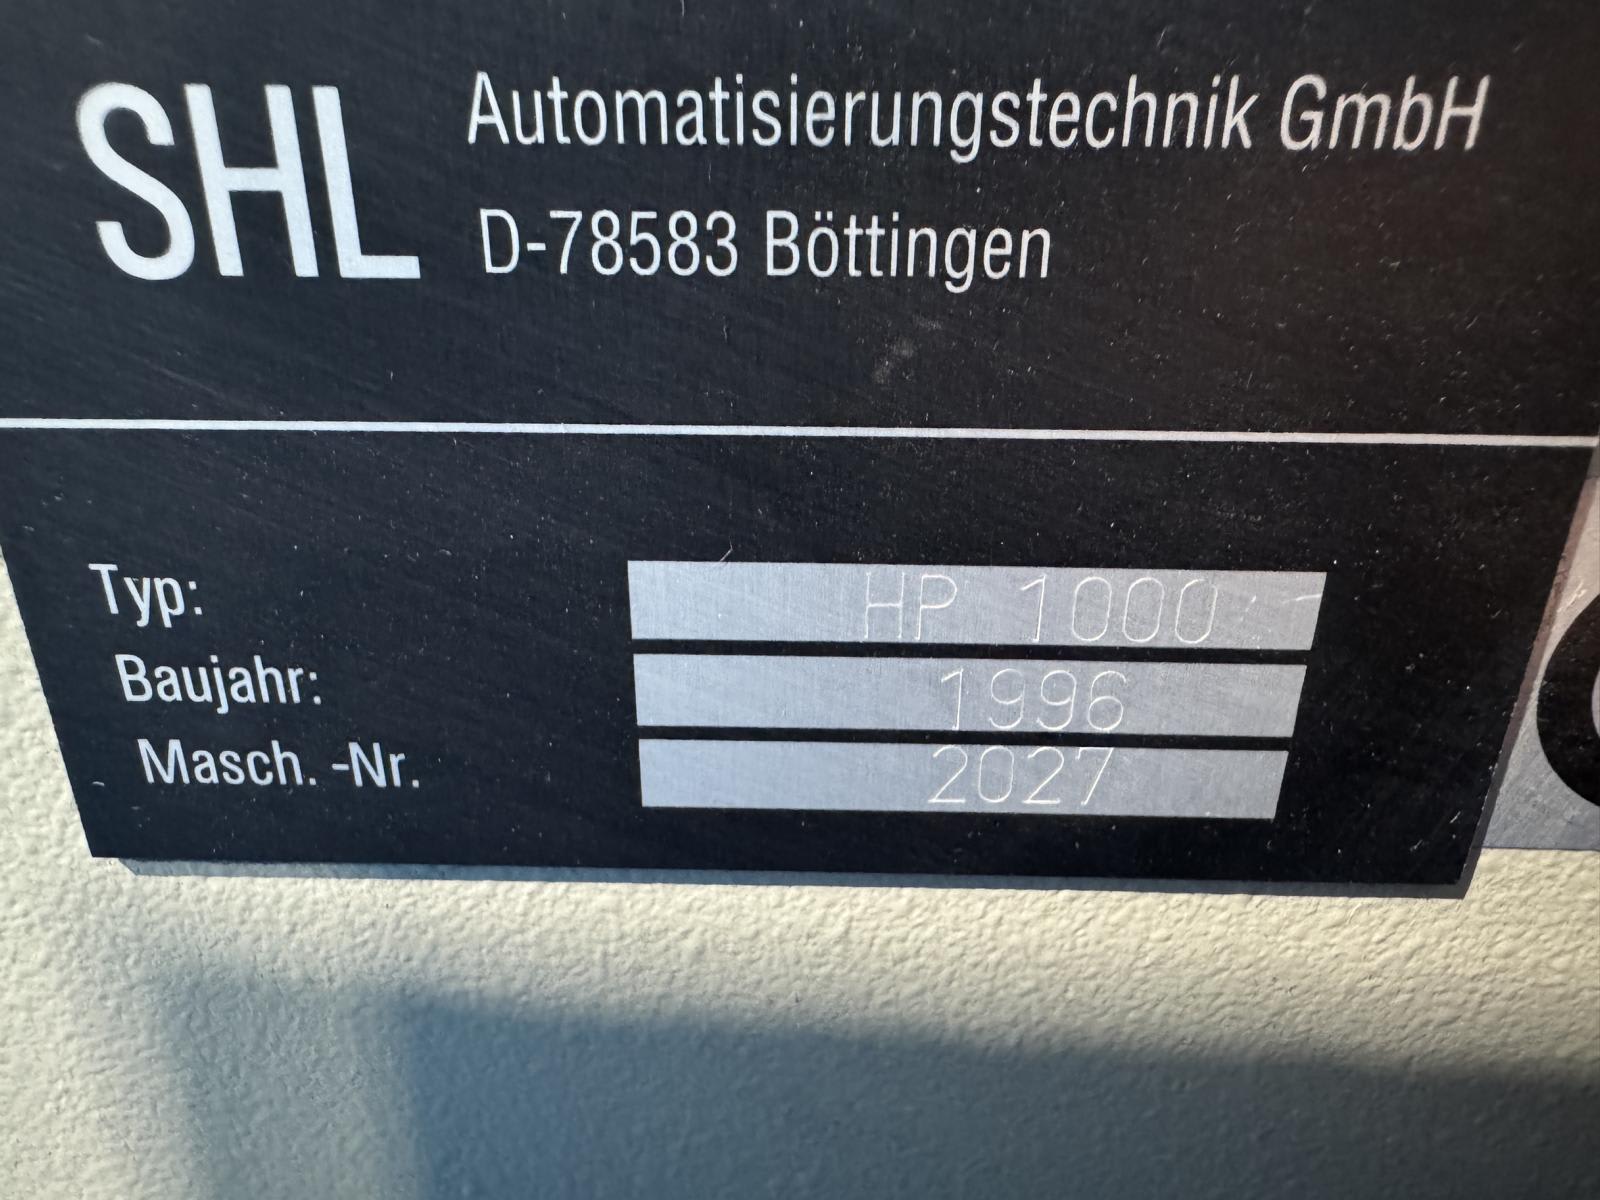 SHL
Automatisierungstechnik GmbH
D-78583 Böttingen
Typ: HP 1000
Baujahr: 1996
Masch. -Nr. 2027